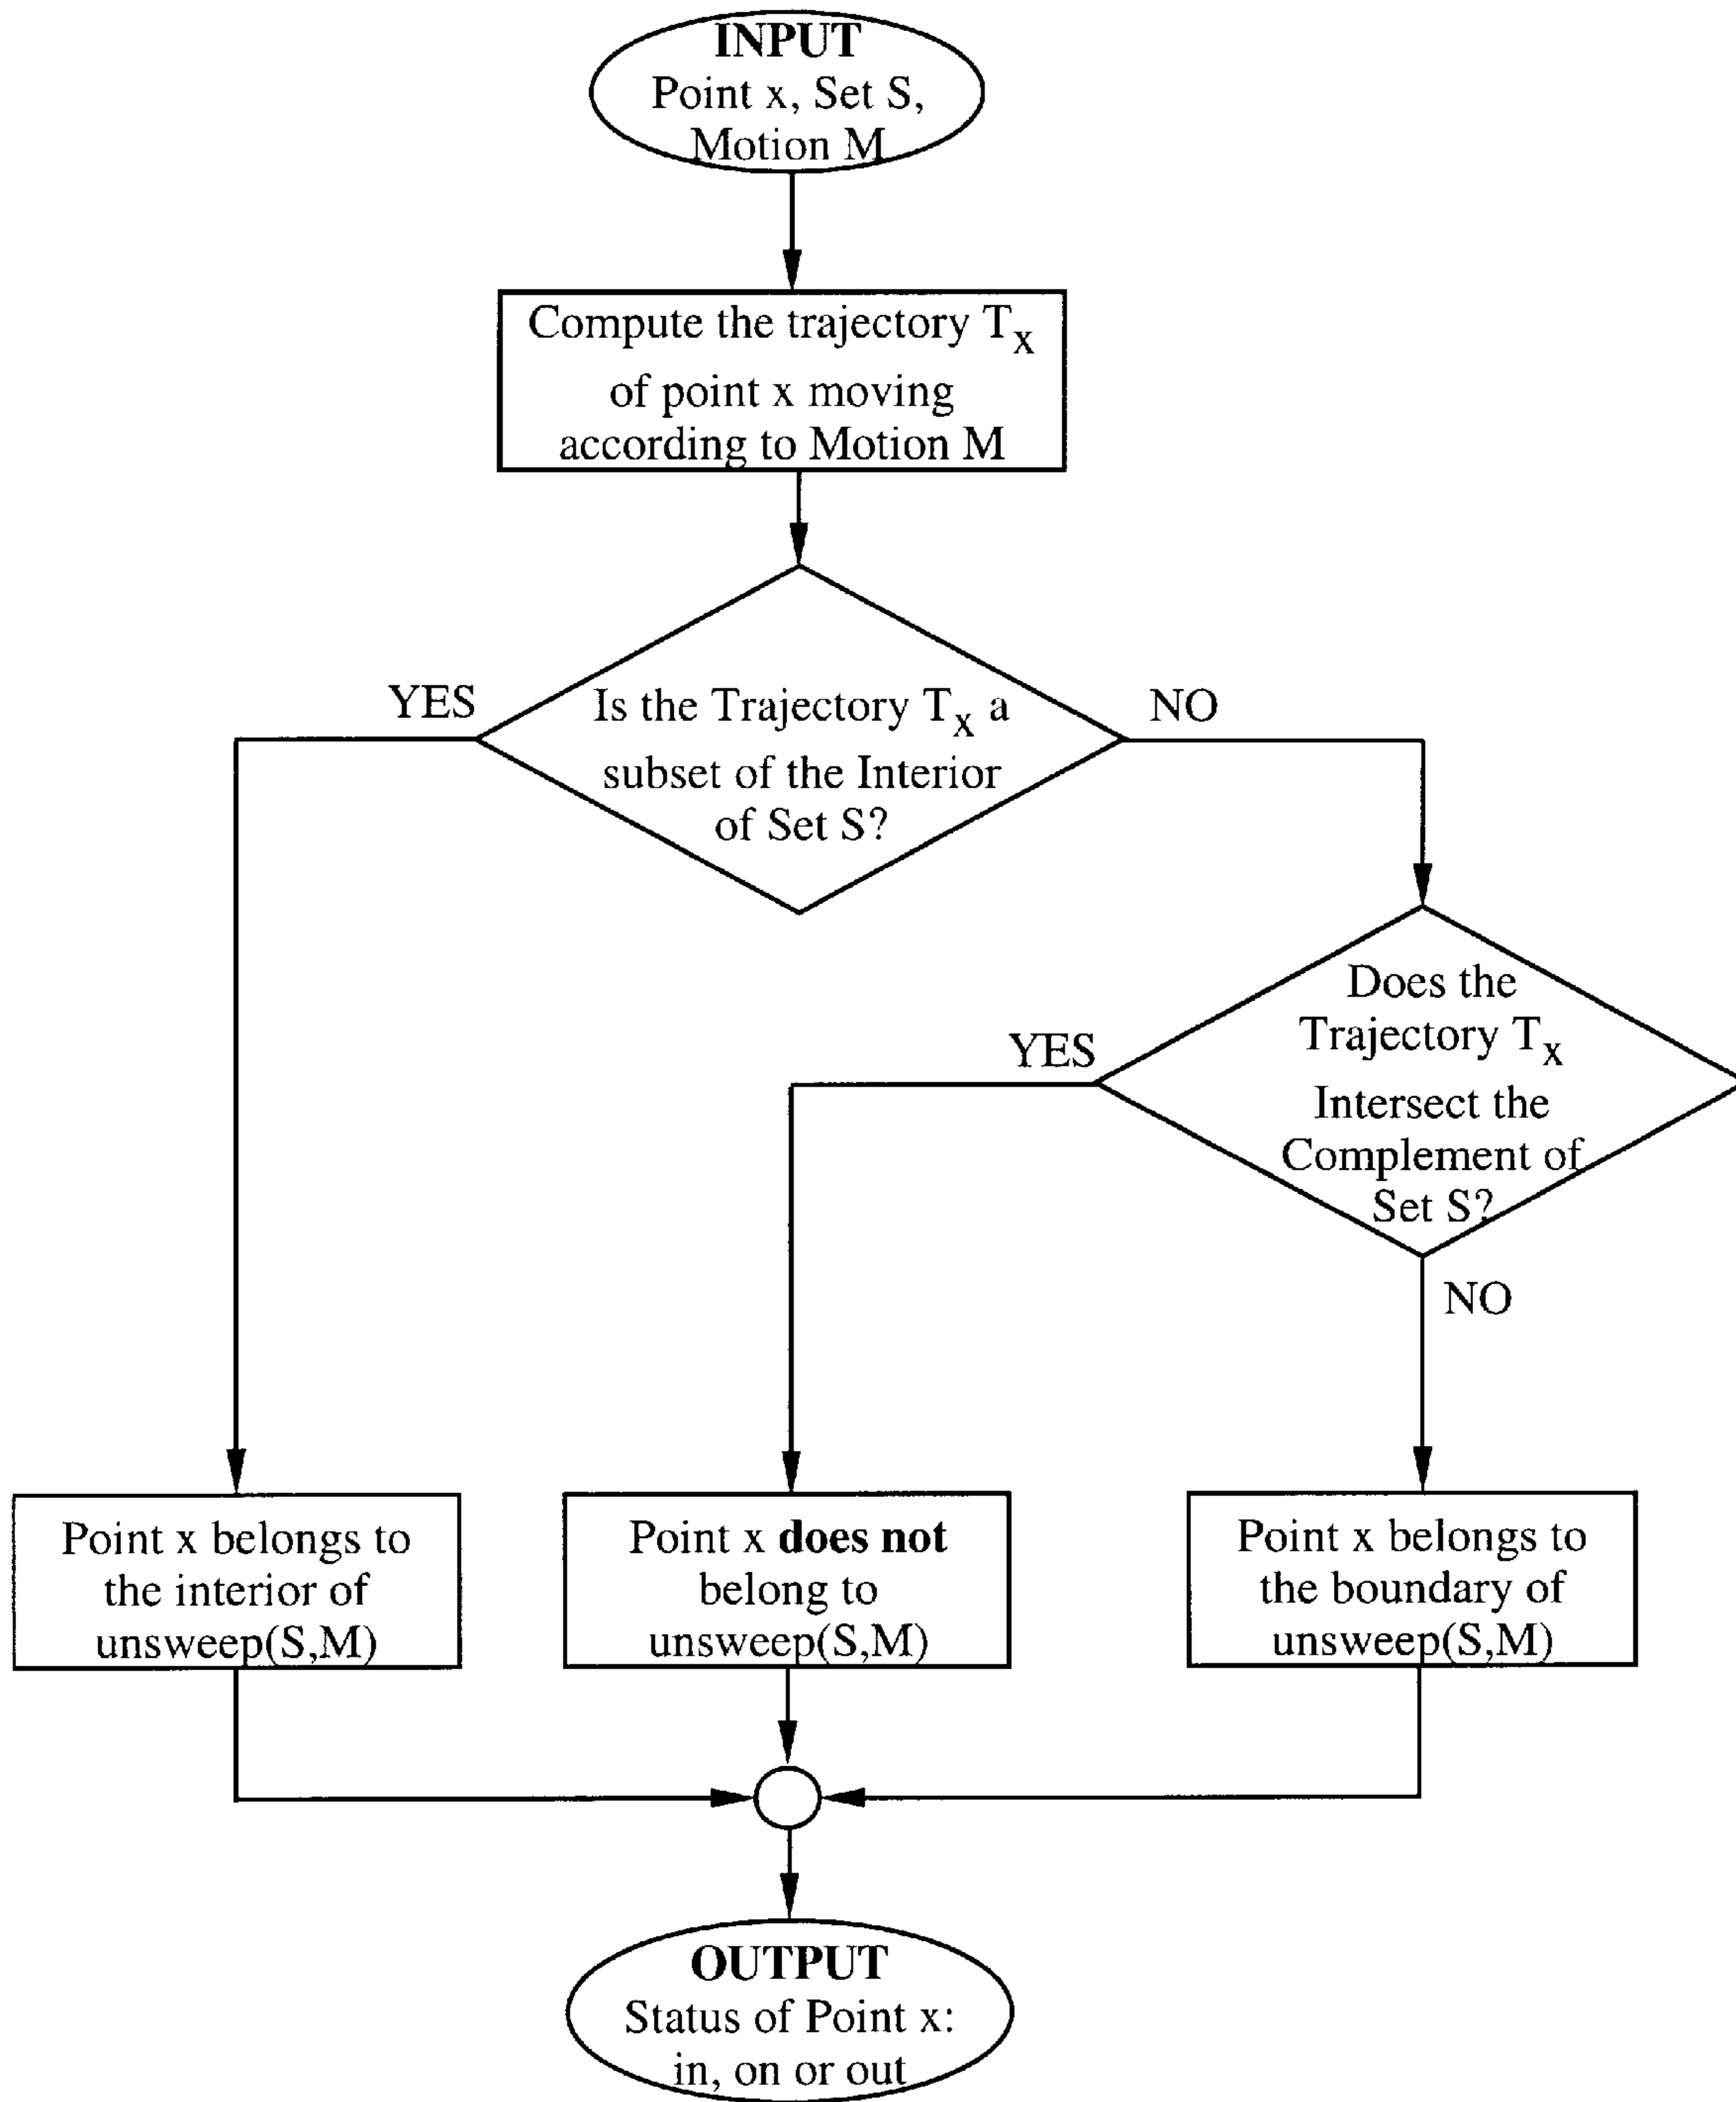 INPUT
Point x, Set S,
Motion M
Compute the trajectory Tx
of point x moving
according to Motion M
YES
Is the Trajectory Tx a
subset of the Interior
of Set S?
NO
Does the
Trajectory Tx
Intersect the
Complement of
Set S?
YES
NO
Point x belongs to
the interior of
unsweep(S,M)
Point x does not
belong to
unsweep(S,M)
Point x belongs to
the boundary of
unsweep(S,M)
OUTPUT
Status of Point x:
in, on or out